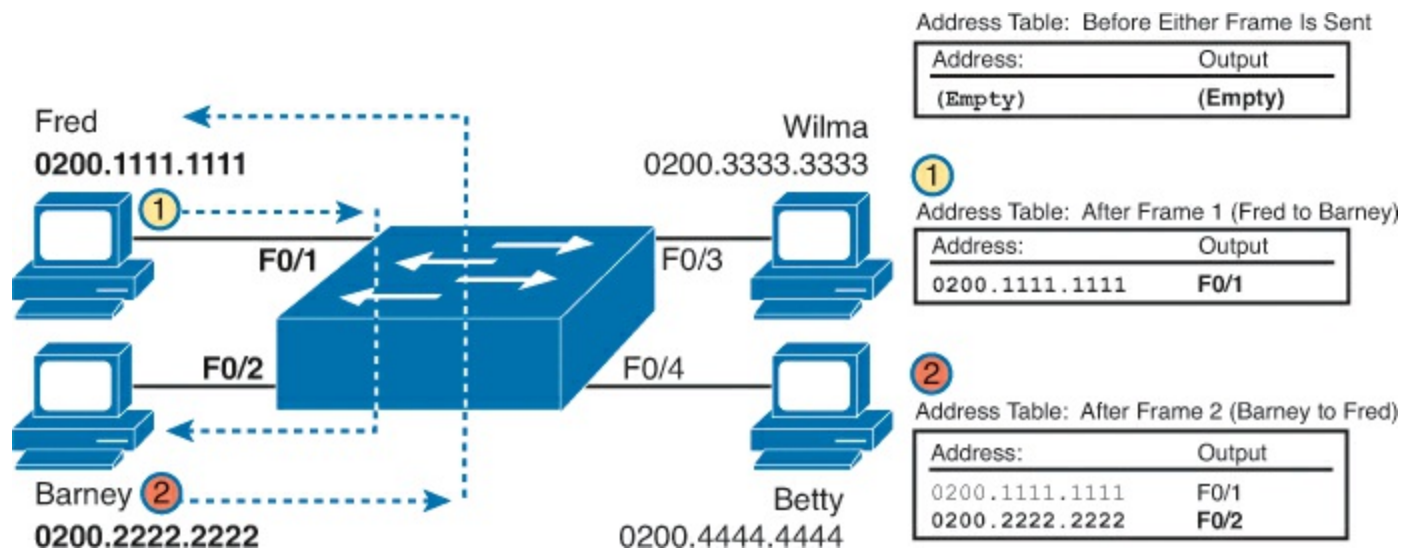 Fred
0200.1111.1111
1
F0/1
F0/2
Barney 2
0200.2222.2222
Wilma
0200.3333.3333
F0/3
F0/4
Betty
0200.4444.4444
Address Table: Before Either Frame Is Sent
Address: Output
(Empty) (Empty)
1
Address Table: After Frame 1 (Fred to Barney)
Address: Output
0200.1111.1111 F0/1
2
Address Table: After Frame 2 (Barney to Fred)
Address: Output
0200.1111.1111 F0/1
0200.2222.2222 F0/2